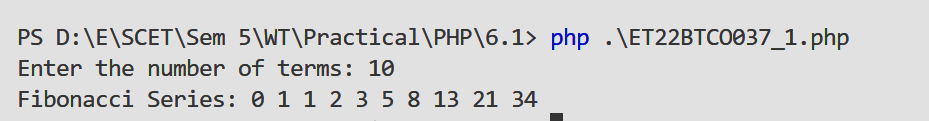 PS D:\E\SCET\Sem 5\WT\Practical\PHP\6.1> php .\ET22BTCO037_1.php
Enter the number of terms: 10
Fibonacci Series: 0 1 1 2 3 5 8 13 21 34